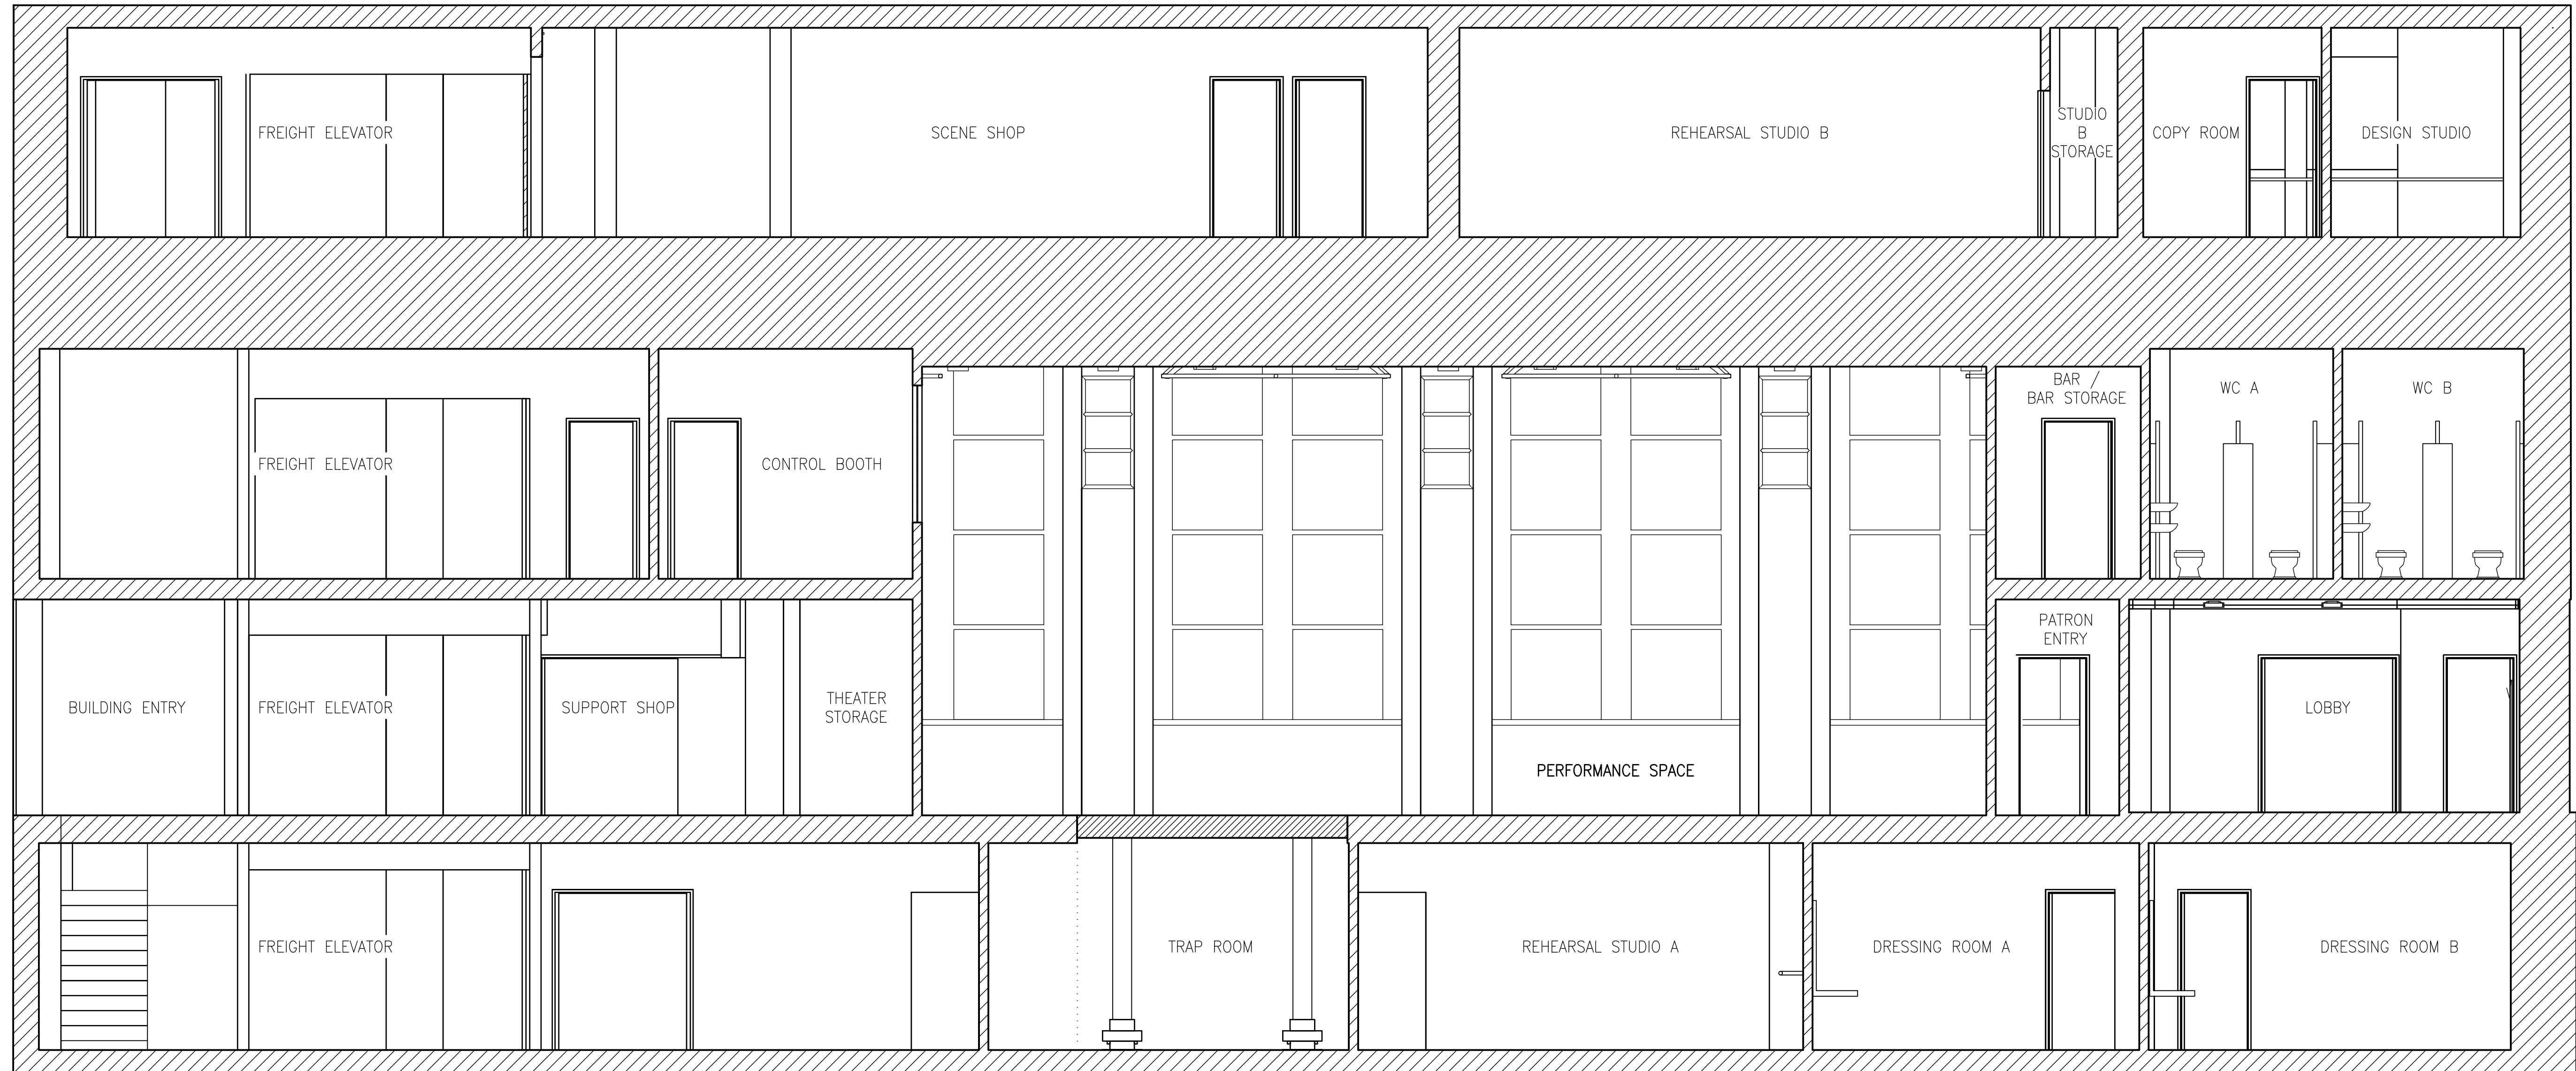 FREIGHT ELEVATOR
SCENE SHOP
REHEARSAL STUDIO B
STUDIO
B
STORAGE
COPY ROOM
DESIGN STUDIO
FREIGHT ELEVATOR
CONTROL BOOTH
BAR /
BAR STORAGE
WC A
WC B
BUILDING ENTRY
FREIGHT ELEVATOR
SUPPORT SHOP
THEATER
STORAGE
PERFORMANCE SPACE
PATRON
ENTRY
LOBBY
FREIGHT ELEVATOR
TRAP ROOM
REHEARSAL STUDIO A
DRESSING ROOM A
DRESSING ROOM B